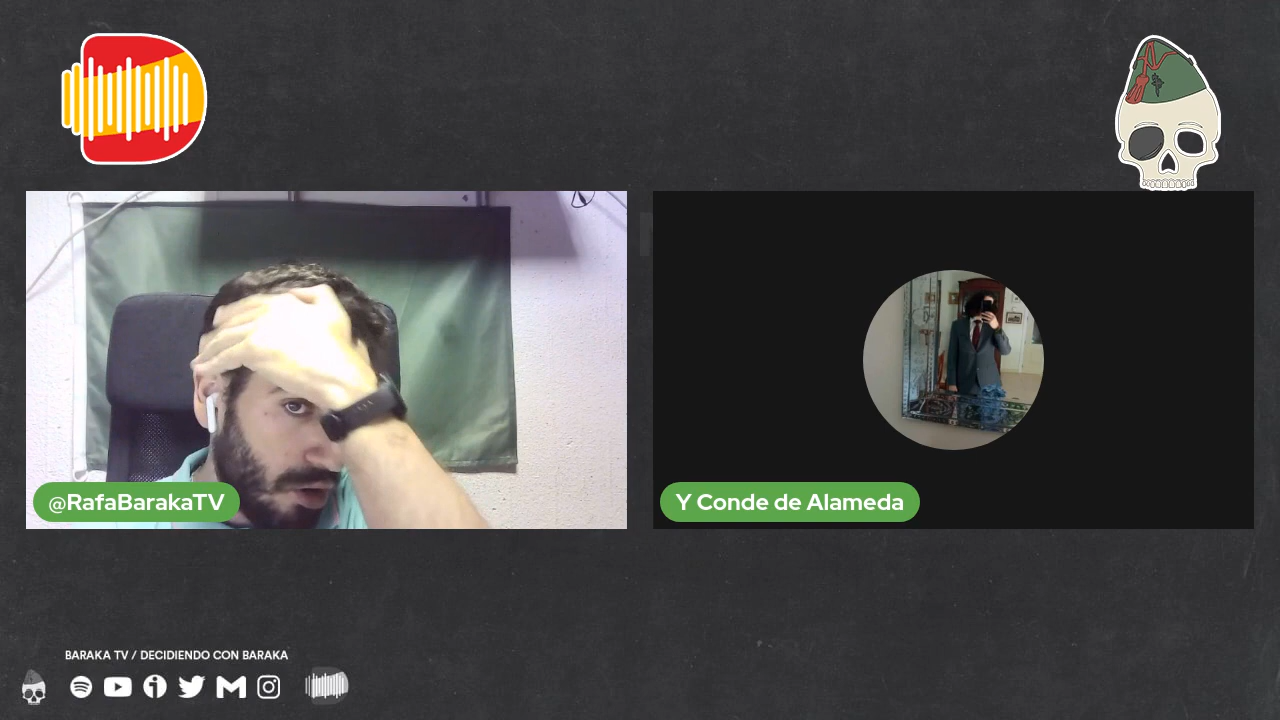 @RafaBarakaTV
Y Conde de Alameda
BARAKA TV / DECIDIENDO CON BARAKA